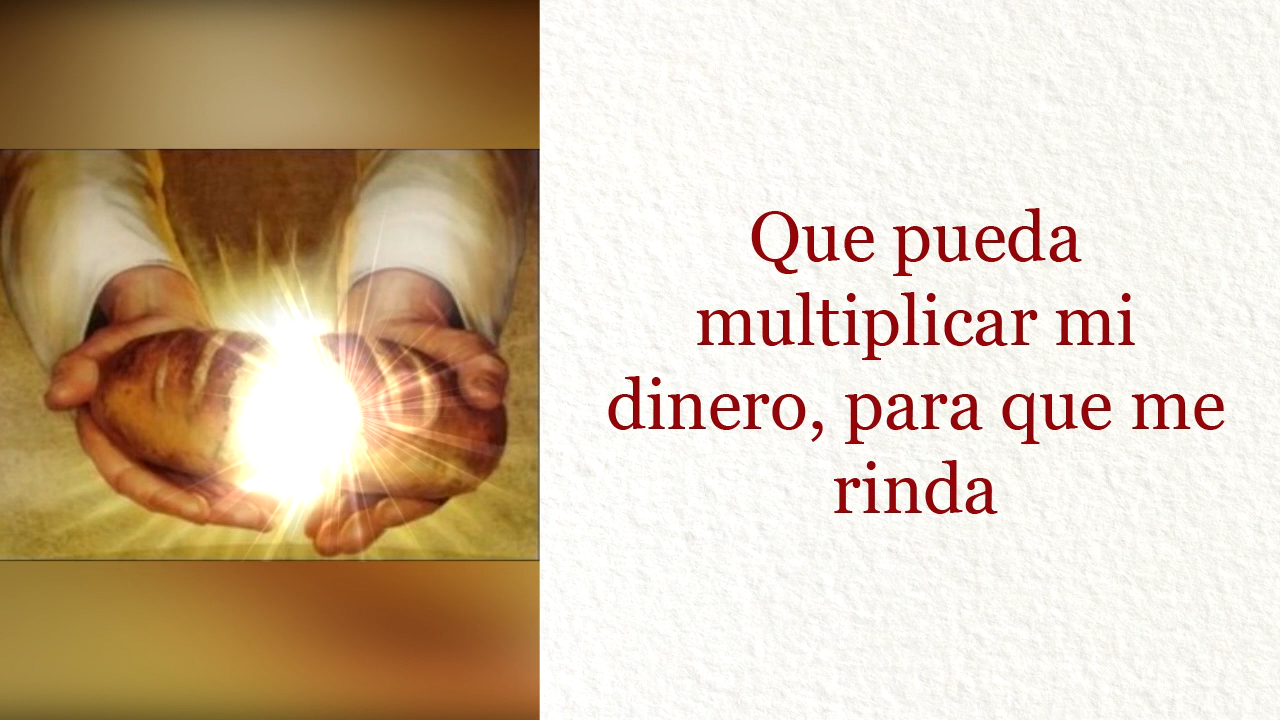 Que pueda
multiplicar mi
dinero, para que me
rinda